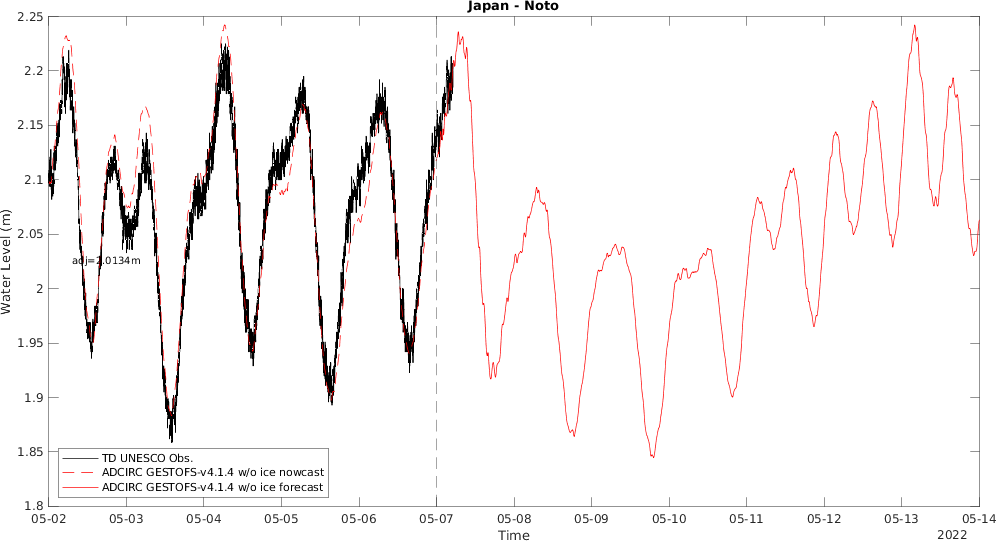 Japan - Noto
Water Level (m)
2.25
2.2
2.15
2.1
2.05
2
1.95
1.9
1.85
1.8
adj=2.0134m
TD UNESCO Obs.
ADCIRC GESTOFS-v4.1.4 w/o ice nowcast
ADCIRC GESTOFS-v4.1.4 w/o ice forecast
05-02 05-03 05-04 05-05 05-06 05-07 05-08 05-09 05-10 05-11 05-12 05-13 05-14
Time
2022